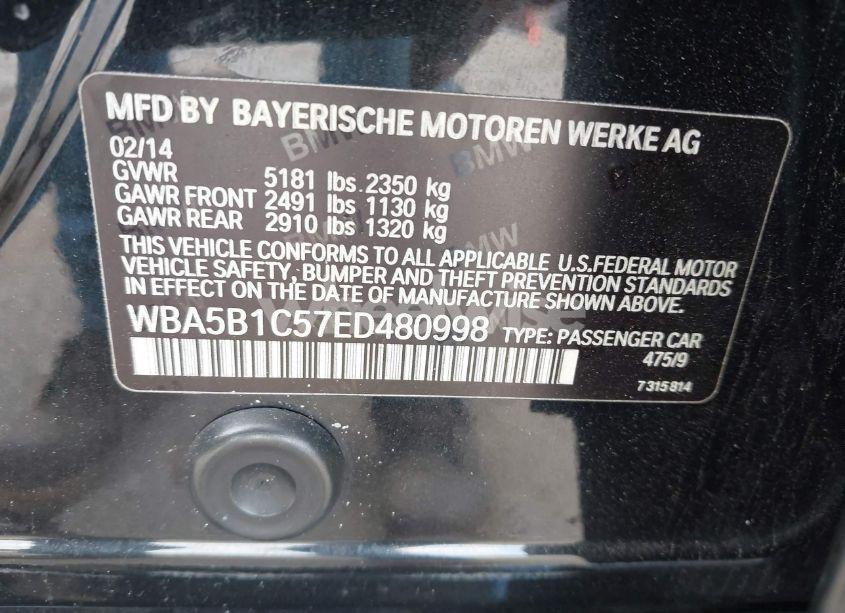 MFD BY BAYERISCHE MOTOREN WERKE AG
02/14
GVWR 5181 lbs 2350 kg
GAWR FRONT 2491 lbs 1130 kg
GAWR REAR 2910 lbs 1320 kg
THIS VEHICLE CONFORMS TO ALL APPLICABLE U.S.FEDERAL MOTOR
VEHICLE SAFETY, BUMPER AND THEFT PREVENTION STANDARDS
IN EFFECT ON THE DATE OF MANUFACTURE SHOWN ABOVE.
WBA5B1C57ED480998 TYPE: PASSENGER CAR
475/9
7315814